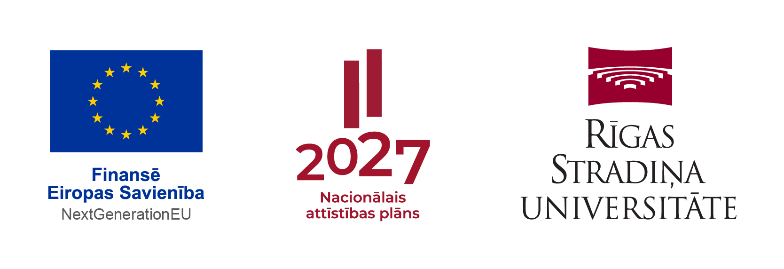 Finansē
Eiropas Savienība
NextGenerationEU
2027
Nacionālais
attīstības plāns
RĪGAS
STRADIŅA
UNIVERSITĀTE